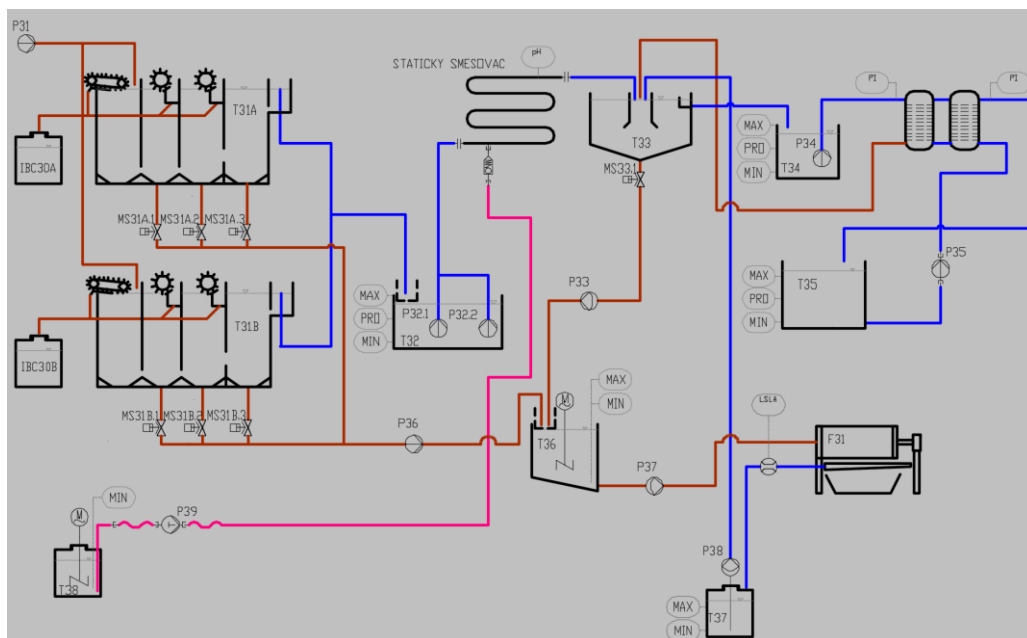 P31
STATICKÝ SMĚSOVAČ
pH
PI
PI
T31A
IBC30A
T33
MAX
PRO
MIN
P34
T34
MS33.1
MS31A.1
MS31A.2
MS31A.3
P35
P33
MAX
PRO
MIN
T35
T31B
IBC30B
MAX
PRO
MIN
P32.1
P32.2
T32
MS31B.1
MS31B.2
MS31B.3
P36
M
T36
MAX
MIN
LSLA
F31
P37
MIN
M
P39
T38
P38
MAX
MIN
T37